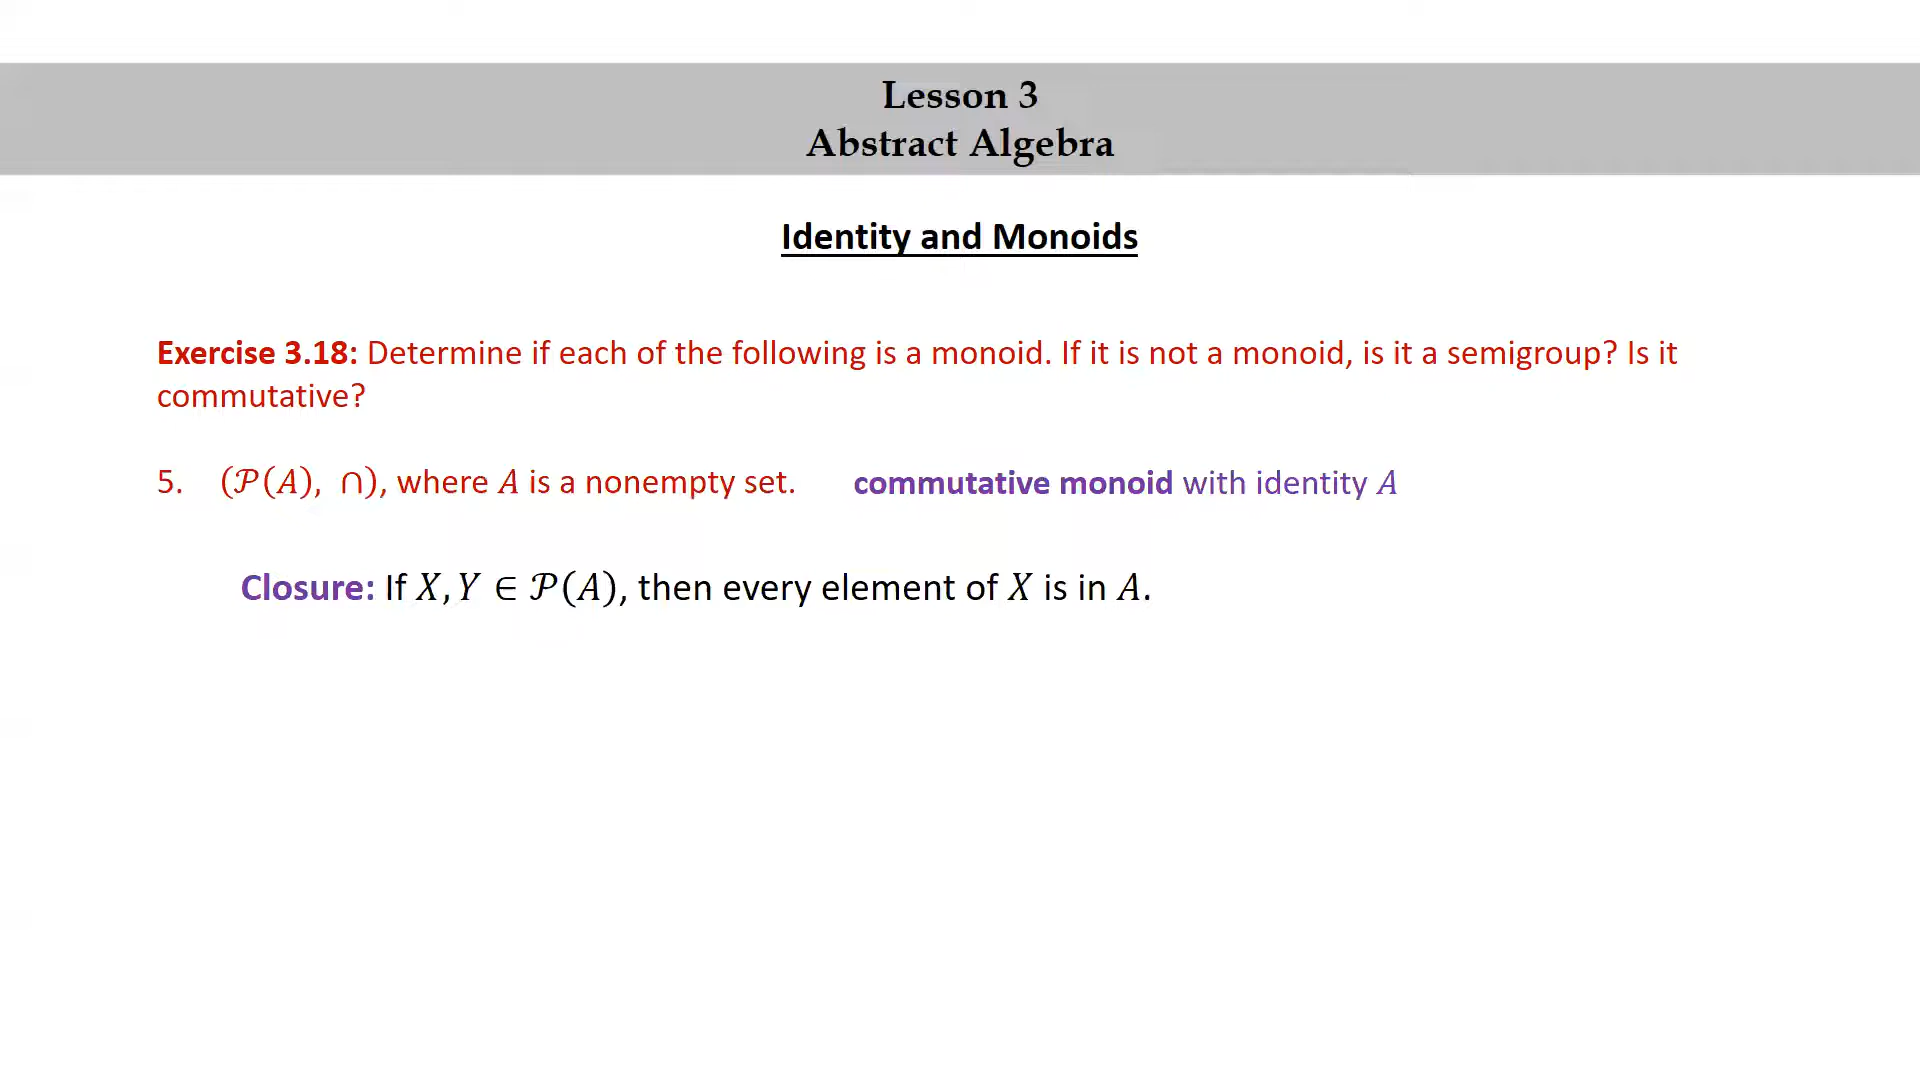 Lesson 3
Abstract Algebra
Identity and Monoids
Exercise 3.18: Determine if each of the following is a monoid. If it is not a monoid, is it a semigroup? Is it
commutative?
5. (𝒫(A), ∩), where A is a nonempty set. commutative monoid with identity A
Closure: If X, Y ∈ 𝒫(A), then every element of X is in A.